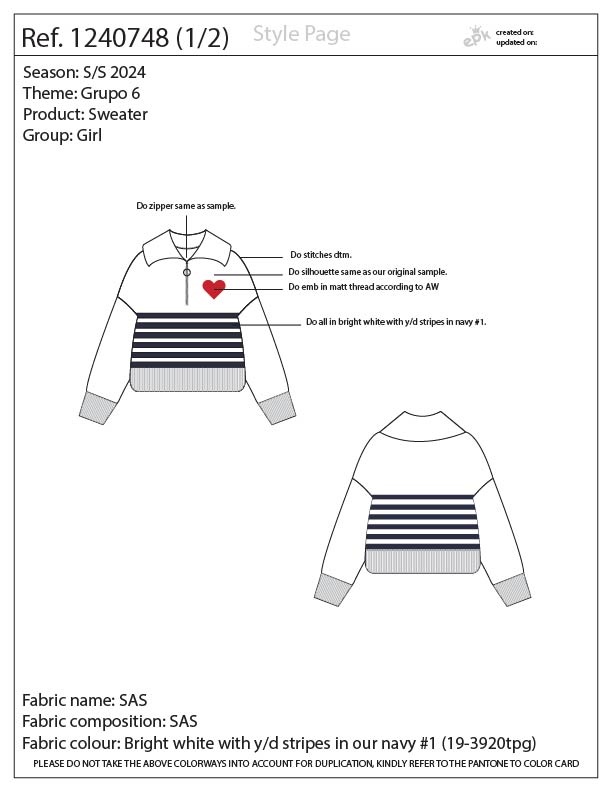 Ref. 1240748 (1/2)
Style Page
epk
created on:
updated on:
Season: S/S 2024
Theme: Grupo 6
Product: Sweater
Group: Girl
Do zipper same as sample.
Do stitches dtm.
Do silhouette same as our original sample.
Do emb in matt thread according to AW
Do all in bright white with y/d stripes in navy #1.
Fabric name: SAS
Fabric composition: SAS
Fabric colour: Bright white with y/d stripes in our navy #1 (19-3920tpg)
PLEASE DO NOT TAKE THE ABOVE COLORWAYS INTO ACCOUNT FOR DUPLICATION, KINDLY REFER TO THE PANTONE TO COLOR CARD